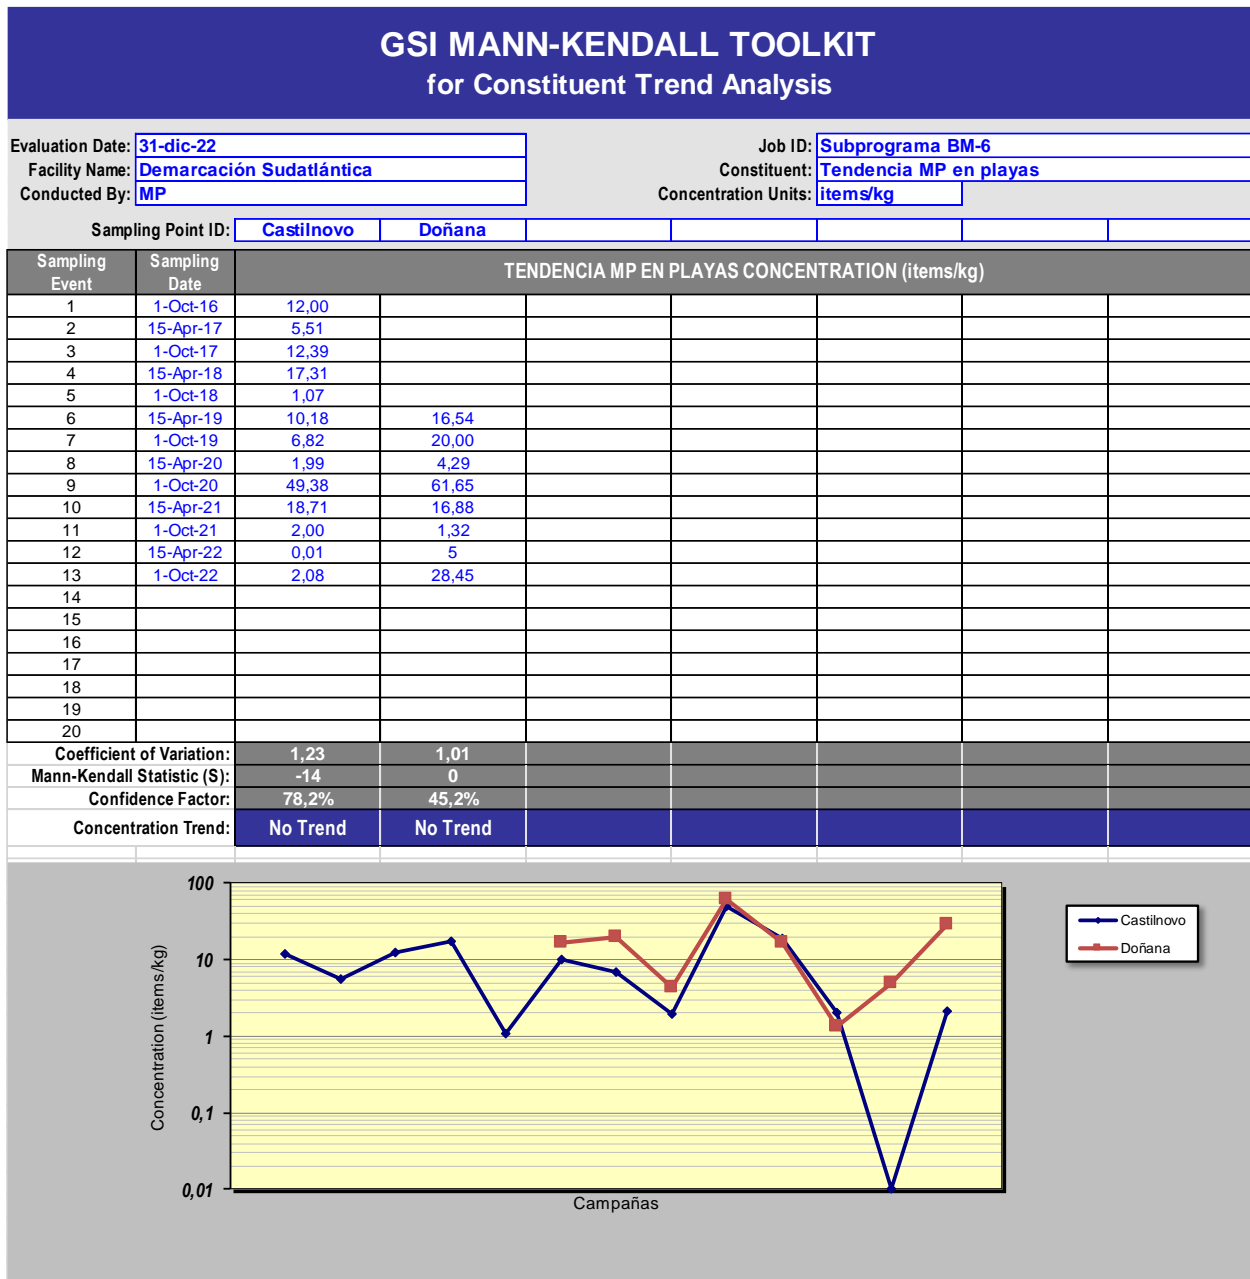 GSI MANN-KENDALL TOOLKIT
for Constituent Trend Analysis
Evaluation Date: 31-dic-22 Job ID: Subprograma BM-6
Facility Name: Demarcación Sudatlántica Constituent: Tendencia MP en playas
Conducted By: MP Concentration Units: items/kg
Sampling Point ID: Castilnovo Doñana
Sampling Event Sampling Date TENDENCIA MP EN PLAYAS CONCENTRATION (items/kg)
1 1-Oct-16 12,00
2 15-Apr-17 5,51
3 1-Oct-17 12,39
4 15-Apr-18 17,31
5 1-Oct-18 1,07
6 15-Apr-19 10,18 16,54
7 1-Oct-19 6,82 20,00
8 15-Apr-20 1,99 4,29
9 1-Oct-20 49,38 61,65
10 15-Apr-21 18,71 16,88
11 1-Oct-21 2,00 1,32
12 15-Apr-22 0,01 5
13 1-Oct-22 2,08 28,45
14
15
16
17
18
19
20
Coefficient of Variation: 1,23 1,01
Mann-Kendall Statistic (S): -14 0
Confidence Factor: 78,2% 45,2%
Concentration Trend: No Trend No Trend
100
10
1
0,1
0,01
Concentration (items/kg)
Campañas
Castilnovo
Doñana